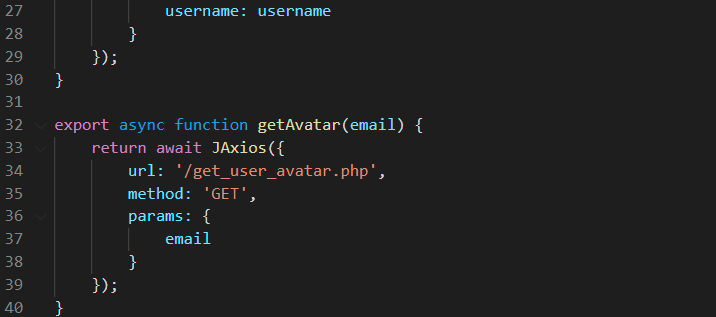 27 username: username
28 }
29 });
30 }
31
32 export async function getAvatar(email) {
33 return await JAxios({
34 url: '/get_user_avatar.php',
35 method: 'GET',
36 params: {
37 email
38 }
39 });
40 }